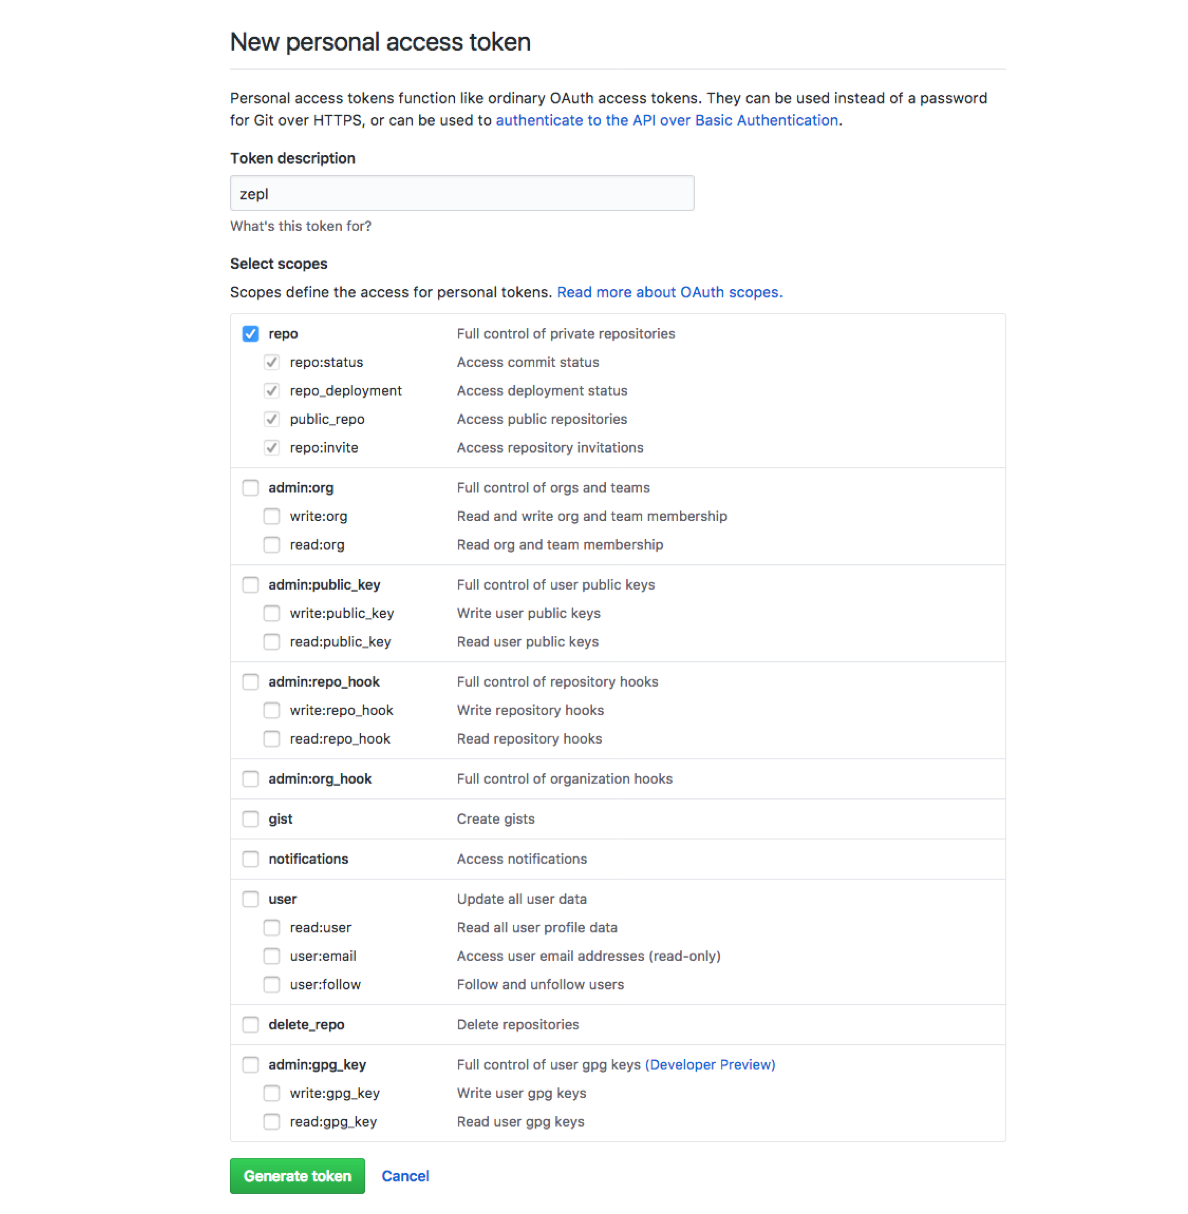 New personal access token
Personal access tokens function like ordinary OAuth access tokens. They can be used instead of a password
for Git over HTTPS, or can be used to authenticate to the API over Basic Authentication.
Token description
zepl
What's this token for?
Select scopes
Scopes define the access for personal tokens. Read more about OAuth scopes.
repo Full control of private repositories
repo:status Access commit status
repo_deployment Access deployment status
public_repo Access public repositories
repo:invite Access repository invitations
admin:org Full control of orgs and teams
write:org Read and write org and team membership
read:org Read org and team membership
admin:public_key Full control of user public keys
write:public_key Write user public keys
read:public_key Read user public keys
admin:repo_hook Full control of repository hooks
write:repo_hook Write repository hooks
read:repo_hook Read repository hooks
admin:org_hook Full control of organization hooks
gist Create gists
notifications Access notifications
user Update all user data
read:user Read all user profile data
user:email Access user email addresses (read-only)
user:follow Follow and unfollow users
delete_repo Delete repositories
admin:gpg_key Full control of user gpg keys (Developer Preview)
write:gpg_key Write user gpg keys
read:gpg_key Read user gpg keys
Generate token Cancel